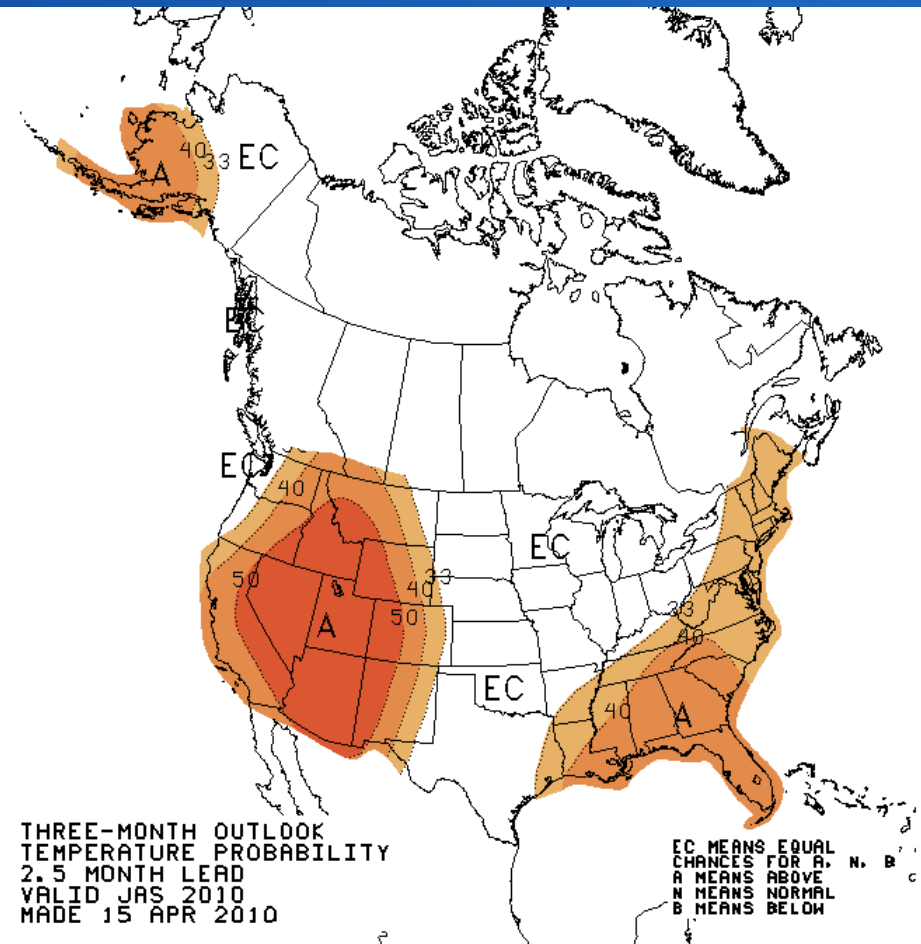 40
33
EC
A
EC
EC
40
50
33
40
50
A
EC
EC
33
40
40
A
THREE-MONTH OUTLOOK
TEMPERATURE PROBABILITY
2.5 MONTH LEAD
VALID JAS 2010
MADE 15 APR 2010
EC MEANS EQUAL
CHANCES FOR A, N, B
A MEANS ABOVE
N MEANS NORMAL
B MEANS BELOW